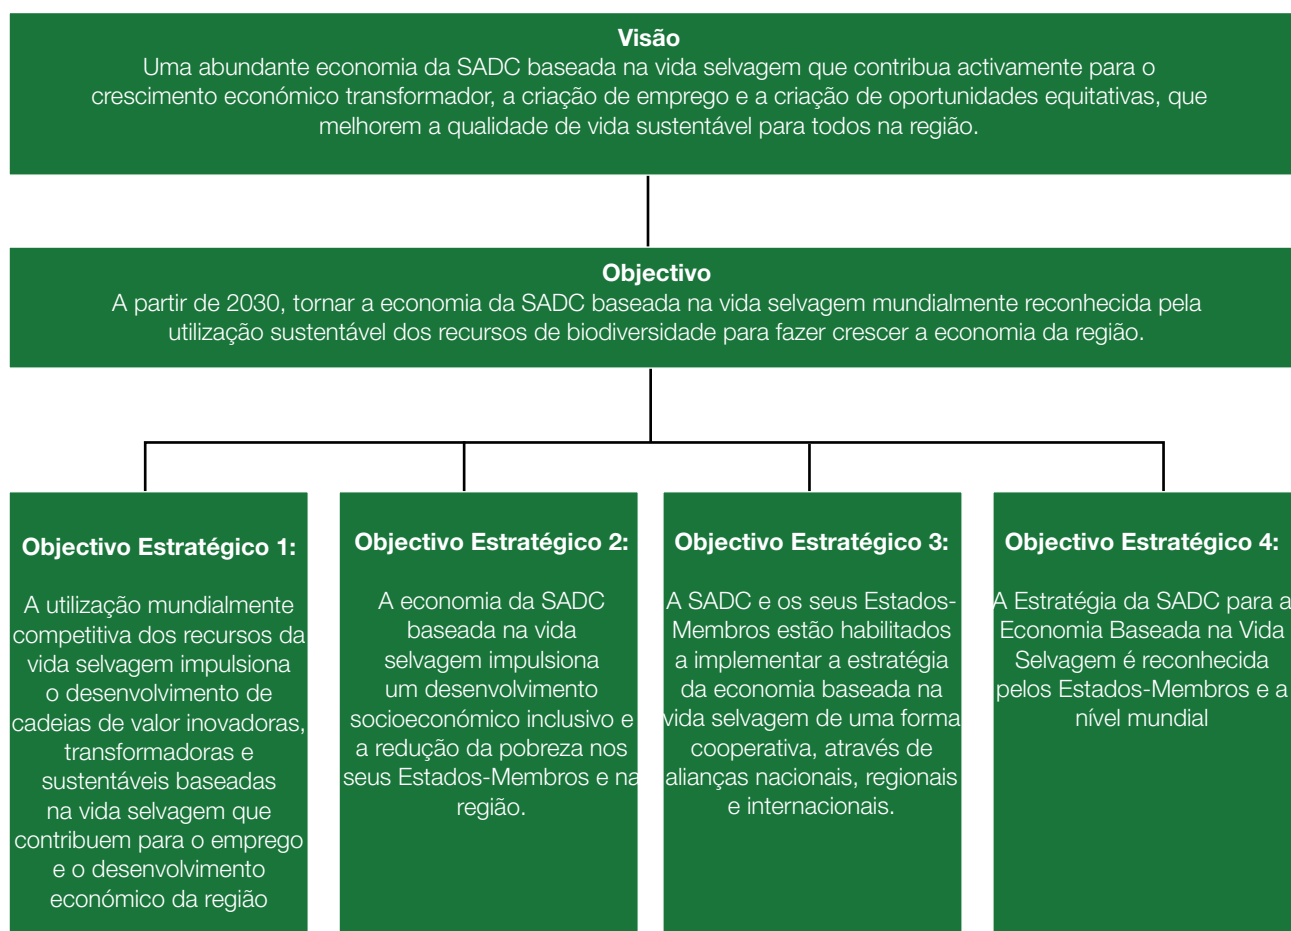 Visão
Uma abundante economia da SADC baseada na vida selvagem que contribua activamente para o
crescimento económico transformador, a criação de emprego e a criação de oportunidades equitativas, que
melhorem a qualidade de vida sustentável para todos na região.
Objectivo
A partir de 2030, tornar a economia da SADC baseada na vida selvagem mundialmente reconhecida pela
utilização sustentável dos recursos de biodiversidade para fazer crescer a economia da região.
Objectivo Estratégico 1:
A utilização mundialmente
competitiva dos recursos da
vida selvagem impulsiona
o desenvolvimento de
cadeias de valor inovadoras,
transformadoras e
sustentáveis baseadas
na vida selvagem que
contribuem para o emprego
e o desenvolvimento
económico da região
Objectivo Estratégico 2:
A economia da SADC
baseada na vida
selvagem impulsiona
um desenvolvimento
socioeconómico inclusivo e
a redução da pobreza nos
seus Estados-Membros e na
região.
Objectivo Estratégico 3:
A SADC e os seus Estados-
Membros estão habilitados
a implementar a estratégia
da economia baseada na
vida selvagem de uma forma
cooperativa, através de
alianças nacionais, regionais
e internacionais.
Objectivo Estratégico 4:
A Estratégia da SADC para a
Economia Baseada na Vida
Selvagem é reconhecida
pelos Estados-Membros e a
nível mundial